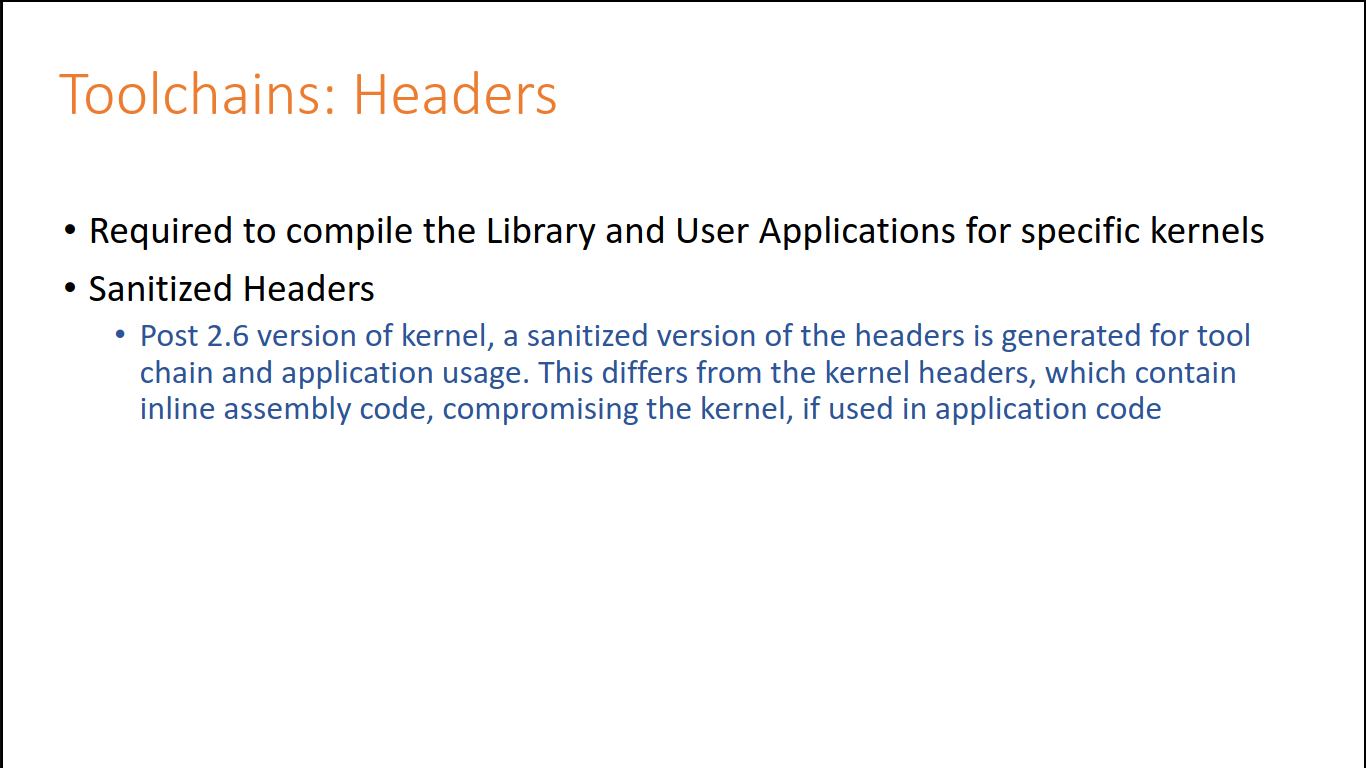 Toolchains: Headers
• Required to compile the Library and User Applications for specific kernels
• Sanitized Headers
• Post 2.6 version of kernel, a sanitized version of the headers is generated for tool
chain and application usage. This differs from the kernel headers, which contain
inline assembly code, compromising the kernel, if used in application code